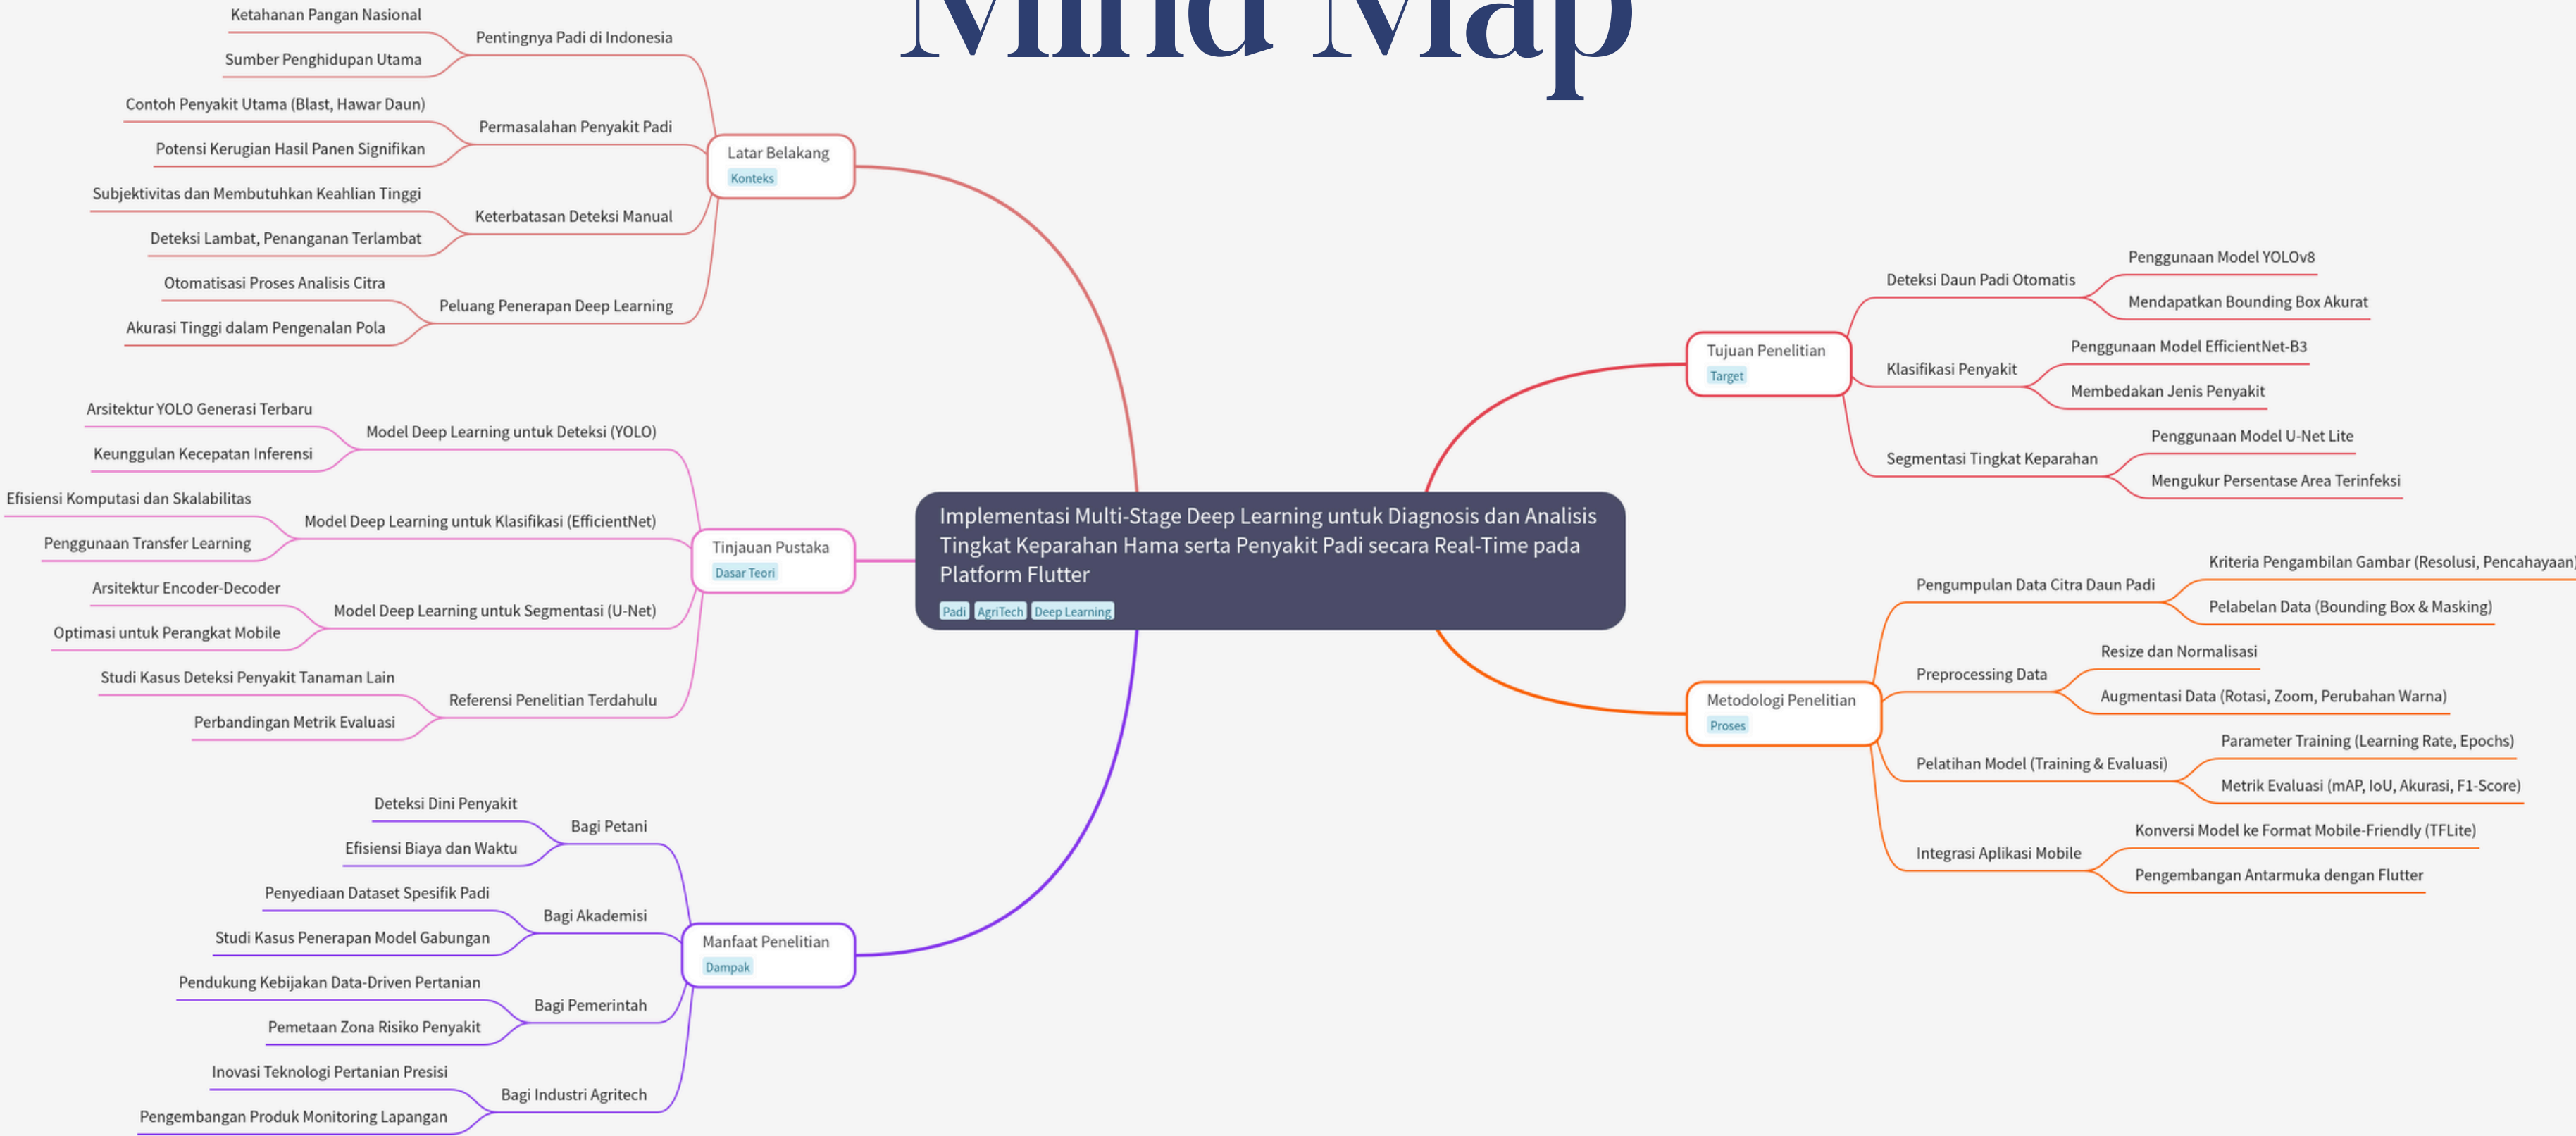 Mind Map
Ketahanan Pangan Nasional
Sumber Penghidupan Utama
Pentingnya Padi di Indonesia
Contoh Penyakit Utama (Blast, Hawar Daun)
Potensi Kerugian Hasil Panen Signifikan
Permasalahan Penyakit Padi
Subjektivitas dan Membutuhkan Keahlian Tinggi
Deteksi Lambat, Penanganan Terlambat
Keterbatasan Deteksi Manual
Otomatisasi Proses Analisis Citra
Akurasi Tinggi dalam Pengenalan Pola
Peluang Penerapan Deep Learning
Latar Belakang
Konteks
Arsitektur YOLO Generasi Terbaru
Keunggulan Kecepatan Inferensi
Model Deep Learning untuk Deteksi (YOLO)
Efisiensi Komputasi dan Skalabilitas
Penggunaan Transfer Learning
Model Deep Learning untuk Klasifikasi (EfficientNet)
Arsitektur Encoder-Decoder
Optimasi untuk Perangkat Mobile
Model Deep Learning untuk Segmentasi (U-Net)
Studi Kasus Deteksi Penyakit Tanaman Lain
Perbandingan Metrik Evaluasi
Referensi Penelitian Terdahulu
Tinjauan Pustaka
Dasar Teori
Deteksi Dini Penyakit
Efisiensi Biaya dan Waktu
Bagi Petani
Penyediaan Dataset Spesifik Padi
Studi Kasus Penerapan Model Gabungan
Bagi Akademisi
Pendukung Kebijakan Data-Driven Pertanian
Pemetaan Zona Risiko Penyakit
Bagi Pemerintah
Inovasi Teknologi Pertanian Presisi
Pengembangan Produk Monitoring Lapangan
Bagi Industri Agritech
Manfaat Penelitian
Dampak
Implementasi Multi-Stage Deep Learning untuk Diagnosis dan Analisis
Tingkat Keparahan Hama serta Penyakit Padi secara Real-Time pada
Platform Flutter
Padi AgriTech Deep Learning
Tujuan Penelitian
Target
Deteksi Daun Padi Otomatis
Penggunaan Model YOLOv8
Mendapatkan Bounding Box Akurat
Klasifikasi Penyakit
Penggunaan Model EfficientNet-B3
Membedakan Jenis Penyakit
Segmentasi Tingkat Keparahan
Penggunaan Model U-Net Lite
Mengukur Persentase Area Terinfeksi
Metodologi Penelitian
Proses
Pengumpulan Data Citra Daun Padi
Kriteria Pengambilan Gambar (Resolusi, Pencahayaan)
Pelabelan Data (Bounding Box & Masking)
Preprocessing Data
Resize dan Normalisasi
Augmentasi Data (Rotasi, Zoom, Perubahan Warna)
Pelatihan Model (Training & Evaluasi)
Parameter Training (Learning Rate, Epochs)
Metrik Evaluasi (mAP, IoU, Akurasi, F1-Score)
Integrasi Aplikasi Mobile
Konversi Model ke Format Mobile-Friendly (TFLite)
Pengembangan Antarmuka dengan Flutter